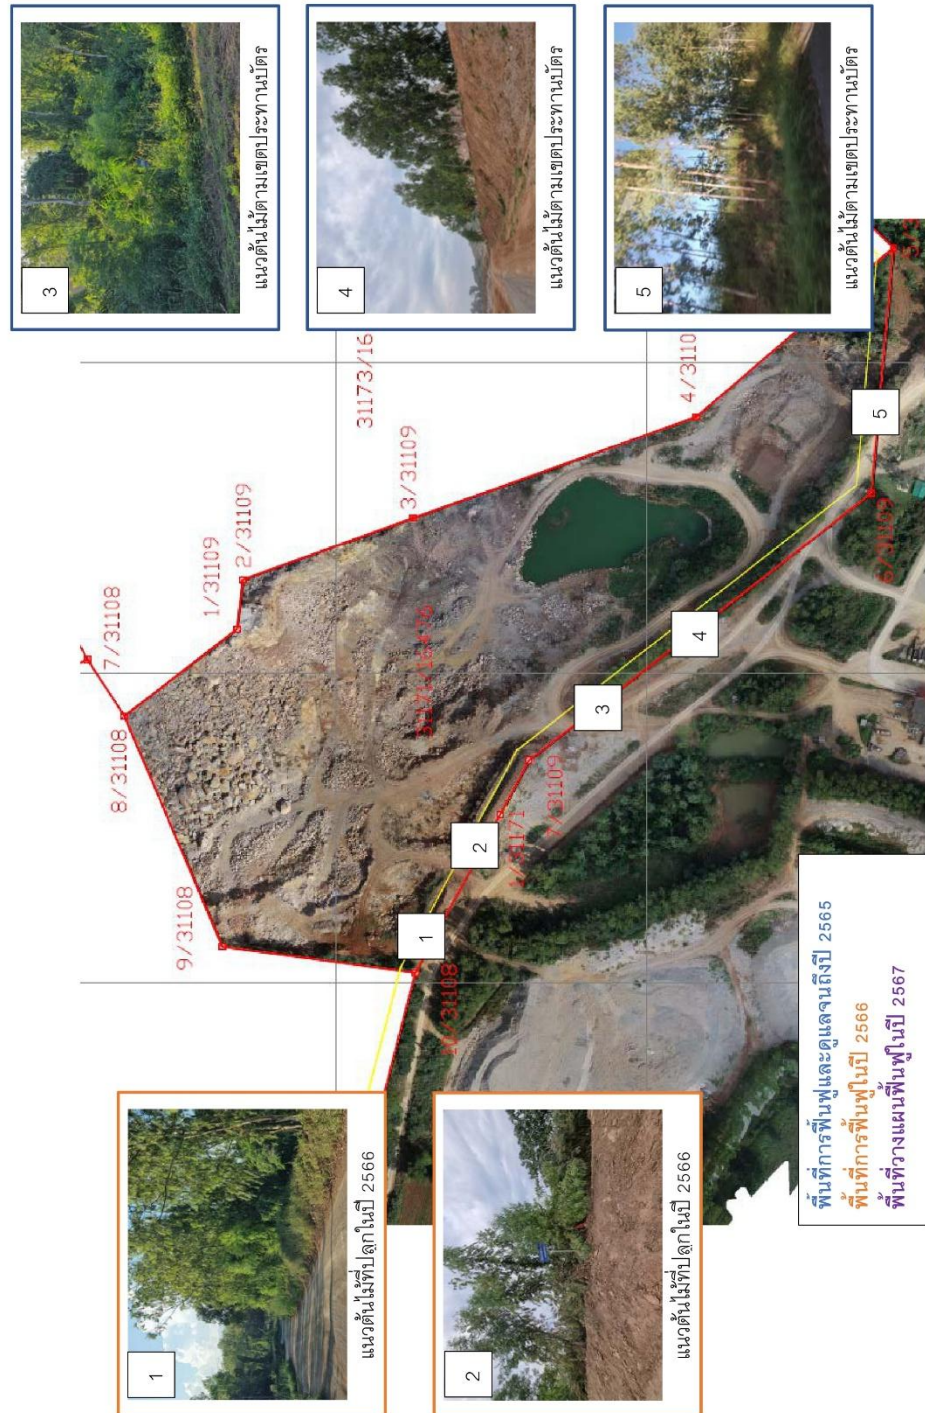 3
แนวต้นไม้ตามเขตประทานบัตร
4
แนวต้นไม้ตามเขตประทานบัตร
5
แนวต้นไม้ตามเขตประทานบัตร
1
แนวต้นไม้ที่ปลูกในปี 2566
2
แนวต้นไม้ที่ปลูกในปี 2566
7/31108
8/31108
9/31108
10/31108
1/31109
2/31109
3/31109
4/3110
31173/16
6/31109
7/31109
1/31171
1
2
3
4
5
พื้นที่การฟื้นฟูและดูแลจนถึงปี 2565
พื้นที่การฟื้นฟูในปี 2566
พื้นที่วางแผนฟื้นฟูในปี 2567